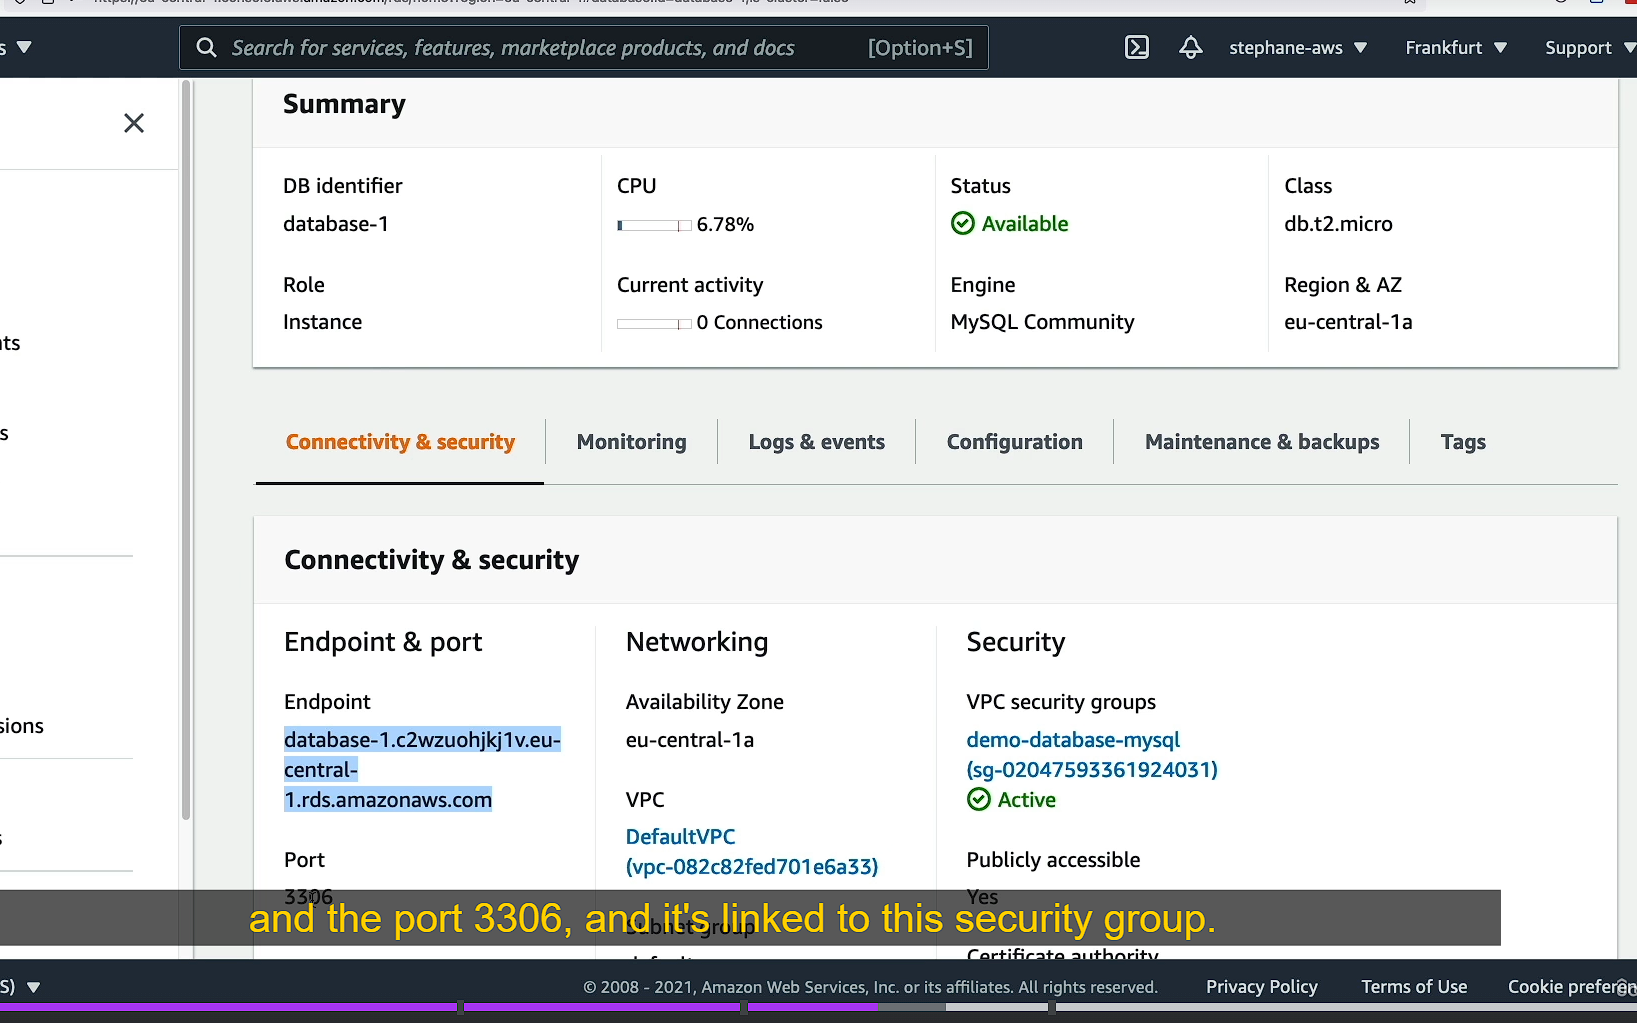 s
Search for services, features, marketplace products, and docs
[Option+S]
stephane-aws
Frankfurt
Support
Summary
DB identifier
database-1
CPU
6.78%
Status
Available
Class
db.t2.micro
Role
Instance
Current activity
0 Connections
Engine
MySQL Community
Region & AZ
eu-central-1a
Connectivity & security
Monitoring
Logs & events
Configuration
Maintenance & backups
Tags
Connectivity & security
Endpoint & port
Endpoint
database-1.c2wzuohjkj1v.eu-
central-
1.rds.amazonaws.com
Port
3306
Networking
Availability Zone
eu-central-1a
VPC
DefaultVPC
(vpc-082c82fed701e6a33)
Subnet group
Security
VPC security groups
demo-database-mysql
(sg-02047593361924031)
Active
Publicly accessible
Yes
Certificate authority
and the port 3306, and it's linked to this security group.
© 2008 - 2021, Amazon Web Services, Inc. or its affiliates. All rights reserved.
Privacy Policy
Terms of Use